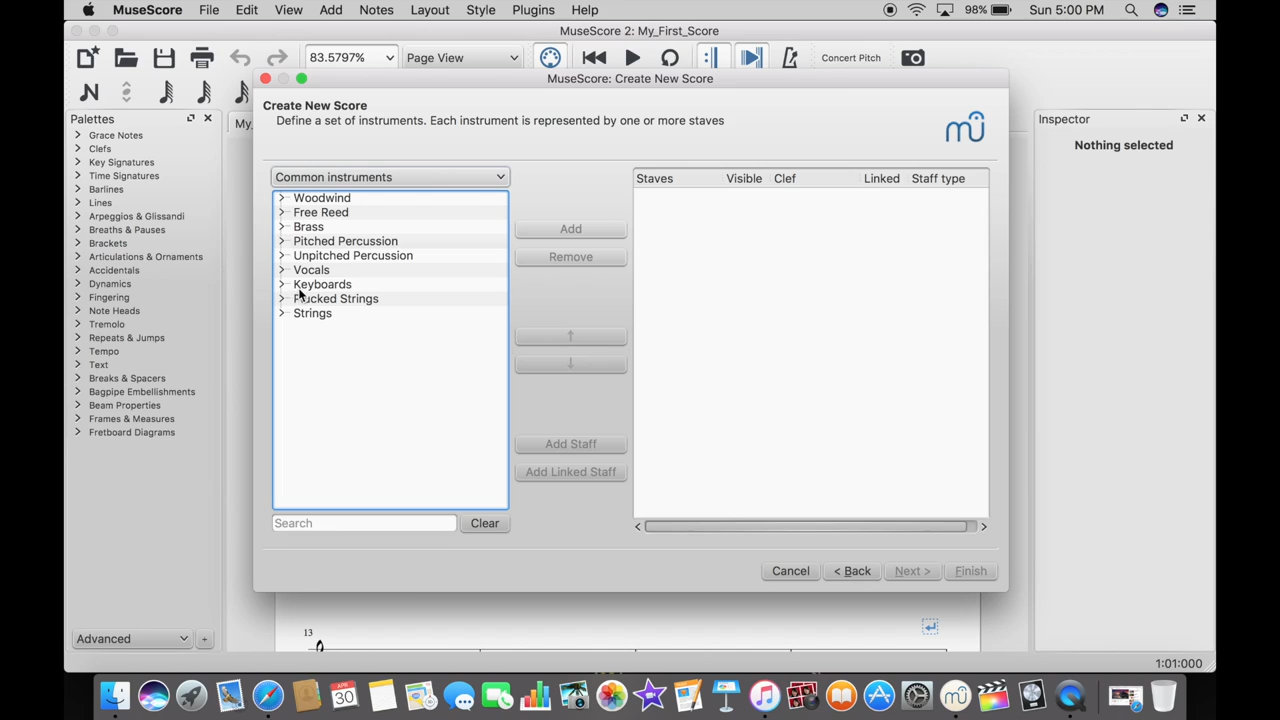 MuseScore File Edit View Add Notes Layout Style Plugins Help 98% Sun 5:00 PM
MuseScore 2: My_First_Score
83.5797% Page View Concert Pitch
MuseScore: Create New Score
Create New Score
Define a set of instruments. Each instrument is represented by one or more staves
Palettes
Grace Notes
Clefs
Key Signatures
Time Signatures
Barlines
Lines
Arpeggios & Glissandi
Breaths & Pauses
Brackets
Articulations & Ornaments
Accidentals
Dynamics
Fingering
Note Heads
Tremolo
Repeats & Jumps
Tempo
Text
Breaks & Spacers
Bagpipe Embellishments
Beam Properties
Frames & Measures
Fretboard Diagrams
Advanced +
My_
Common instruments
Woodwind
Free Reed
Brass
Pitched Percussion
Unpitched Percussion
Vocals
Keyboards
Plucked Strings
Strings
Search Clear
Add
Remove
Add Staff
Add Linked Staff
Staves Visible Clef Linked Staff type
Cancel < Back Next > Finish
Inspector
Nothing selected
13
1:01:000
30